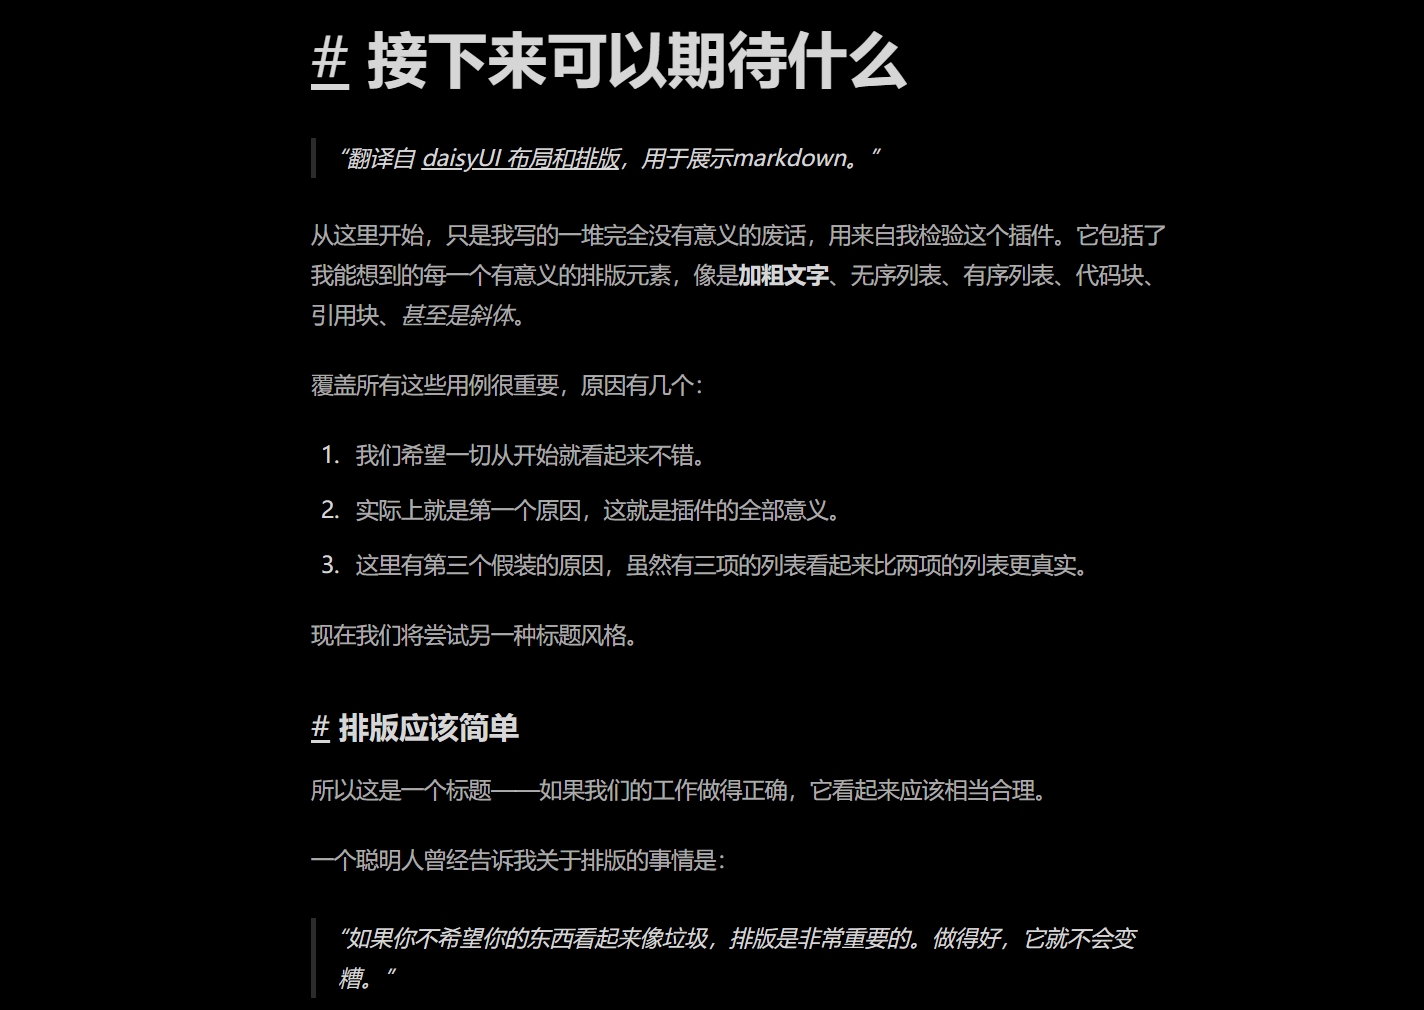 # 接下来可以期待什么
“翻译自 daisyUI 布局和排版，用于展示markdown。”
从这里开始，只是我写的一堆完全没有意义的废话，用来自我检验这个插件。它包括了
我能想到的每一个有意义的排版元素，像是加粗文字、无序列表、有序列表、代码块、
引用块、甚至是斜体。
覆盖所有这些用例很重要，原因有几个：
1. 我们希望一切从开始就看起来不错。
2. 实际上就是第一个原因，这就是插件的全部意义。
3. 这里有第三个假装的原因，虽然有三项的列表看起来比两项的列表更真实。
现在我们将尝试另一种标题风格。
# 排版应该简单
所以这是一个标题——如果我们的工作做得正确，它看起来应该相当合理。
一个聪明人曾经告诉我关于排版的事情是：
“如果你不希望你的东西看起来像垃圾，排版是非常重要的。做得好，它就不会变
糟。”